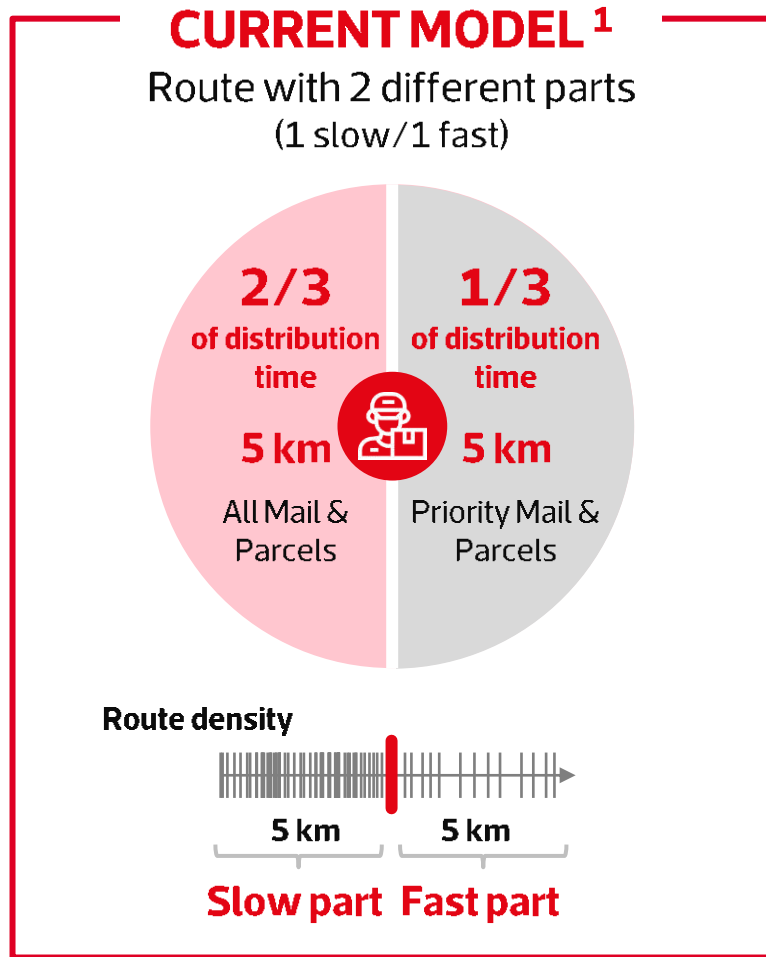 CURRENT MODEL 1
Route with 2 different parts
(1 slow/1 fast)
2/3
of distribution
time
5 km
All Mail &
Parcels
1/3
of distribution
time
5 km
Priority Mail &
Parcels
Route density
5 km
5 km
Slow part
Fast part